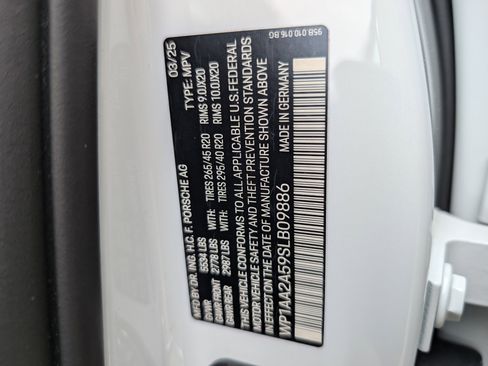 958.010.016.BG
MFD BY DR. ING. H.C. F. PORSCHE AG 03/25
GVWR 5534 LBS TYPE: MPV
GAWR FRONT 2778 LBS WITH: TIRES 265/45 R20 RIMS 9.0JX20
GAWR REAR 2987 LBS WITH: TIRES 295/40 R20 RIMS 10.0JX20
THIS VEHICLE CONFORMS TO ALL APPLICABLE U.S. FEDERAL
MOTOR VEHICLE SAFETY AND THEFT PREVENTION STANDARDS
IN EFFECT ON THE DATE OF MANUFACTURE SHOWN ABOVE
WP1AA2A59SLB09886 MADE IN GERMANY